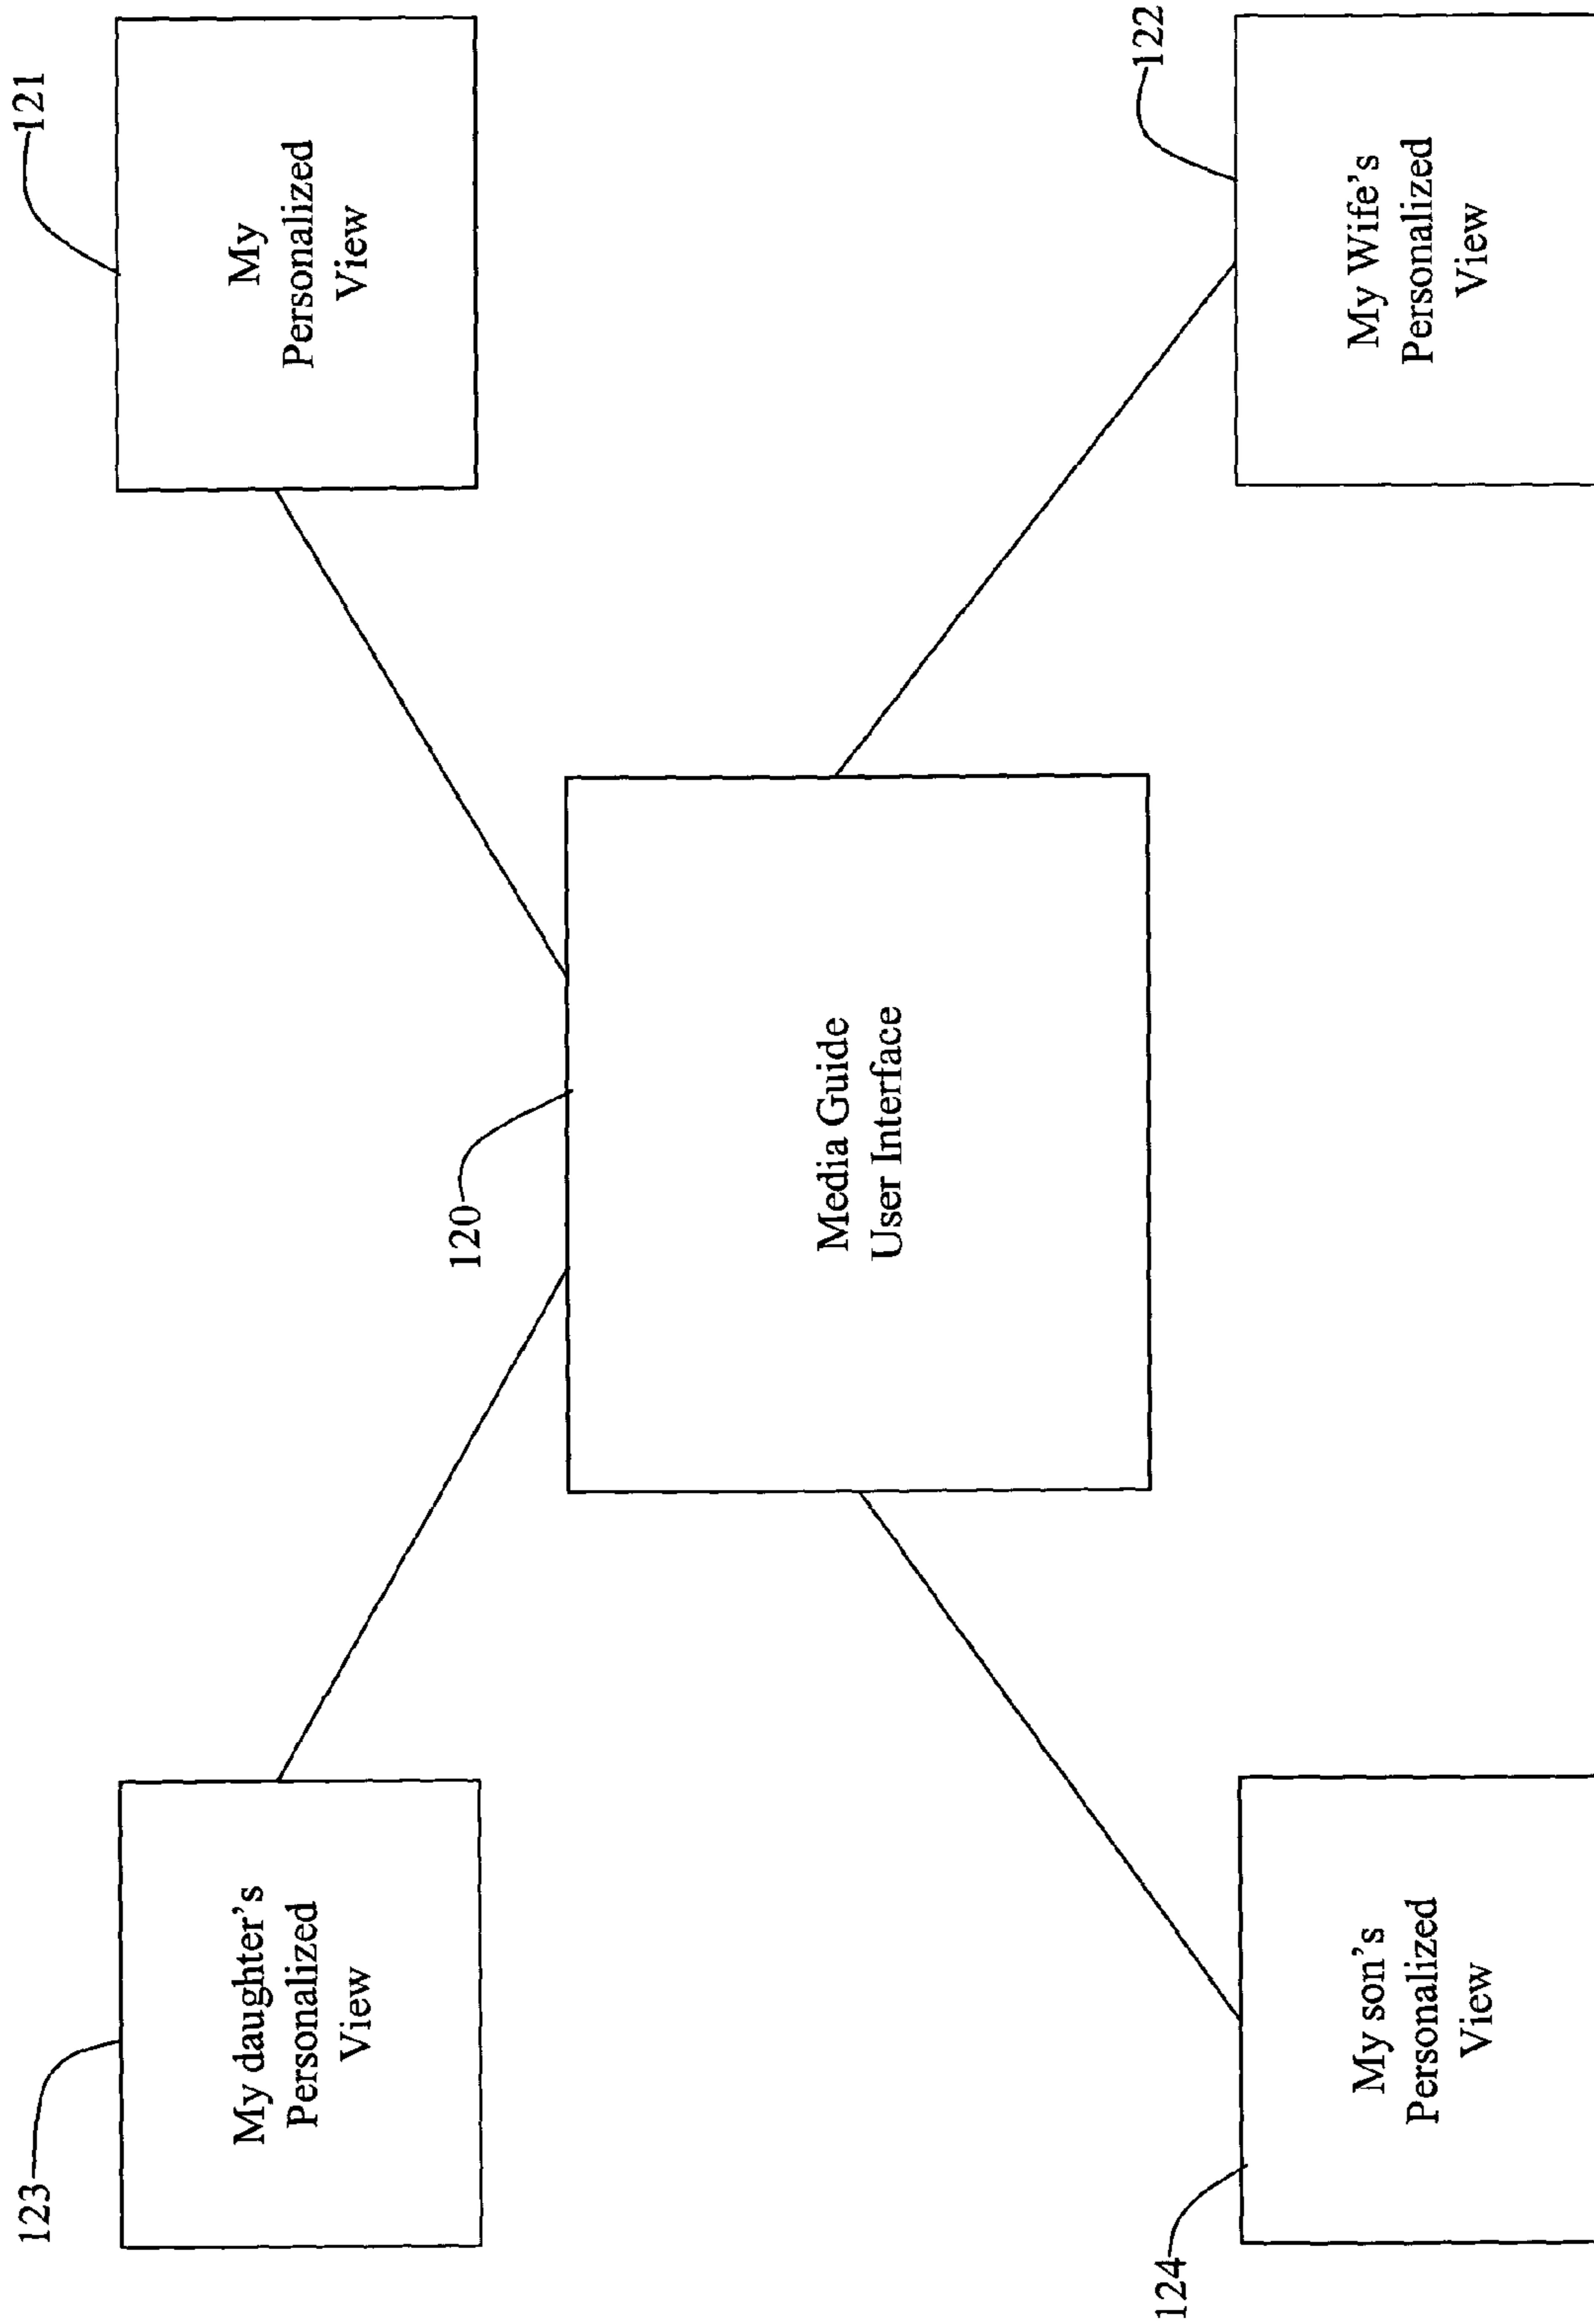 123
My daughter's
Personalized
View
121
My
Personalized
View
120
Media Guide
User Interface
124
My son's
Personalized
View
122
My Wife's
Personalized
View